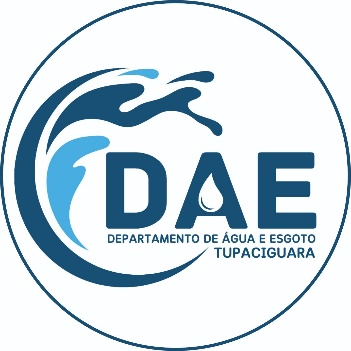 DAE
DEPARTAMENTO DE ÁGUA E ESGOTO
TUPACIGUARA